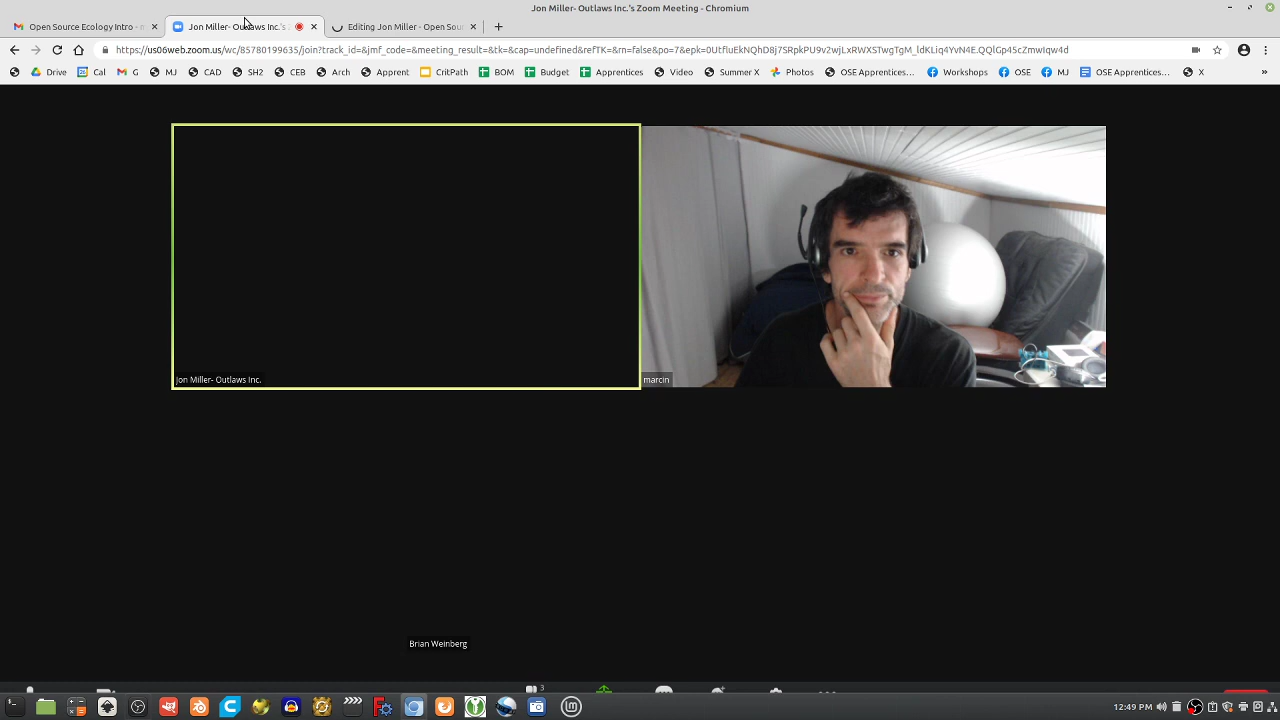 Jon Miller- Outlaws Inc.'s Zoom Meeting - Chromium
Open Source Ecology Intro - Jon Miller- Outlaws Inc.'s Editing Jon Miller - Open Sou
https://us06web.zoom.us/wc/85780199635/join?track_id=&jmf_code=&meeting_result=&tk=&cap=undefined&refTK=&rn=false&po=7&epk=
Drive Cal G MJ CAD SH2 CEB Arch Apprent CritPath BOM Budget Apprentices Video Summer X Photos OSE Apprentices... Workshops OSE MJ OSE Apprentices... X »
Jon Miller- Outlaws Inc.
marcin
Brian Weinberg
3
12:49 PM